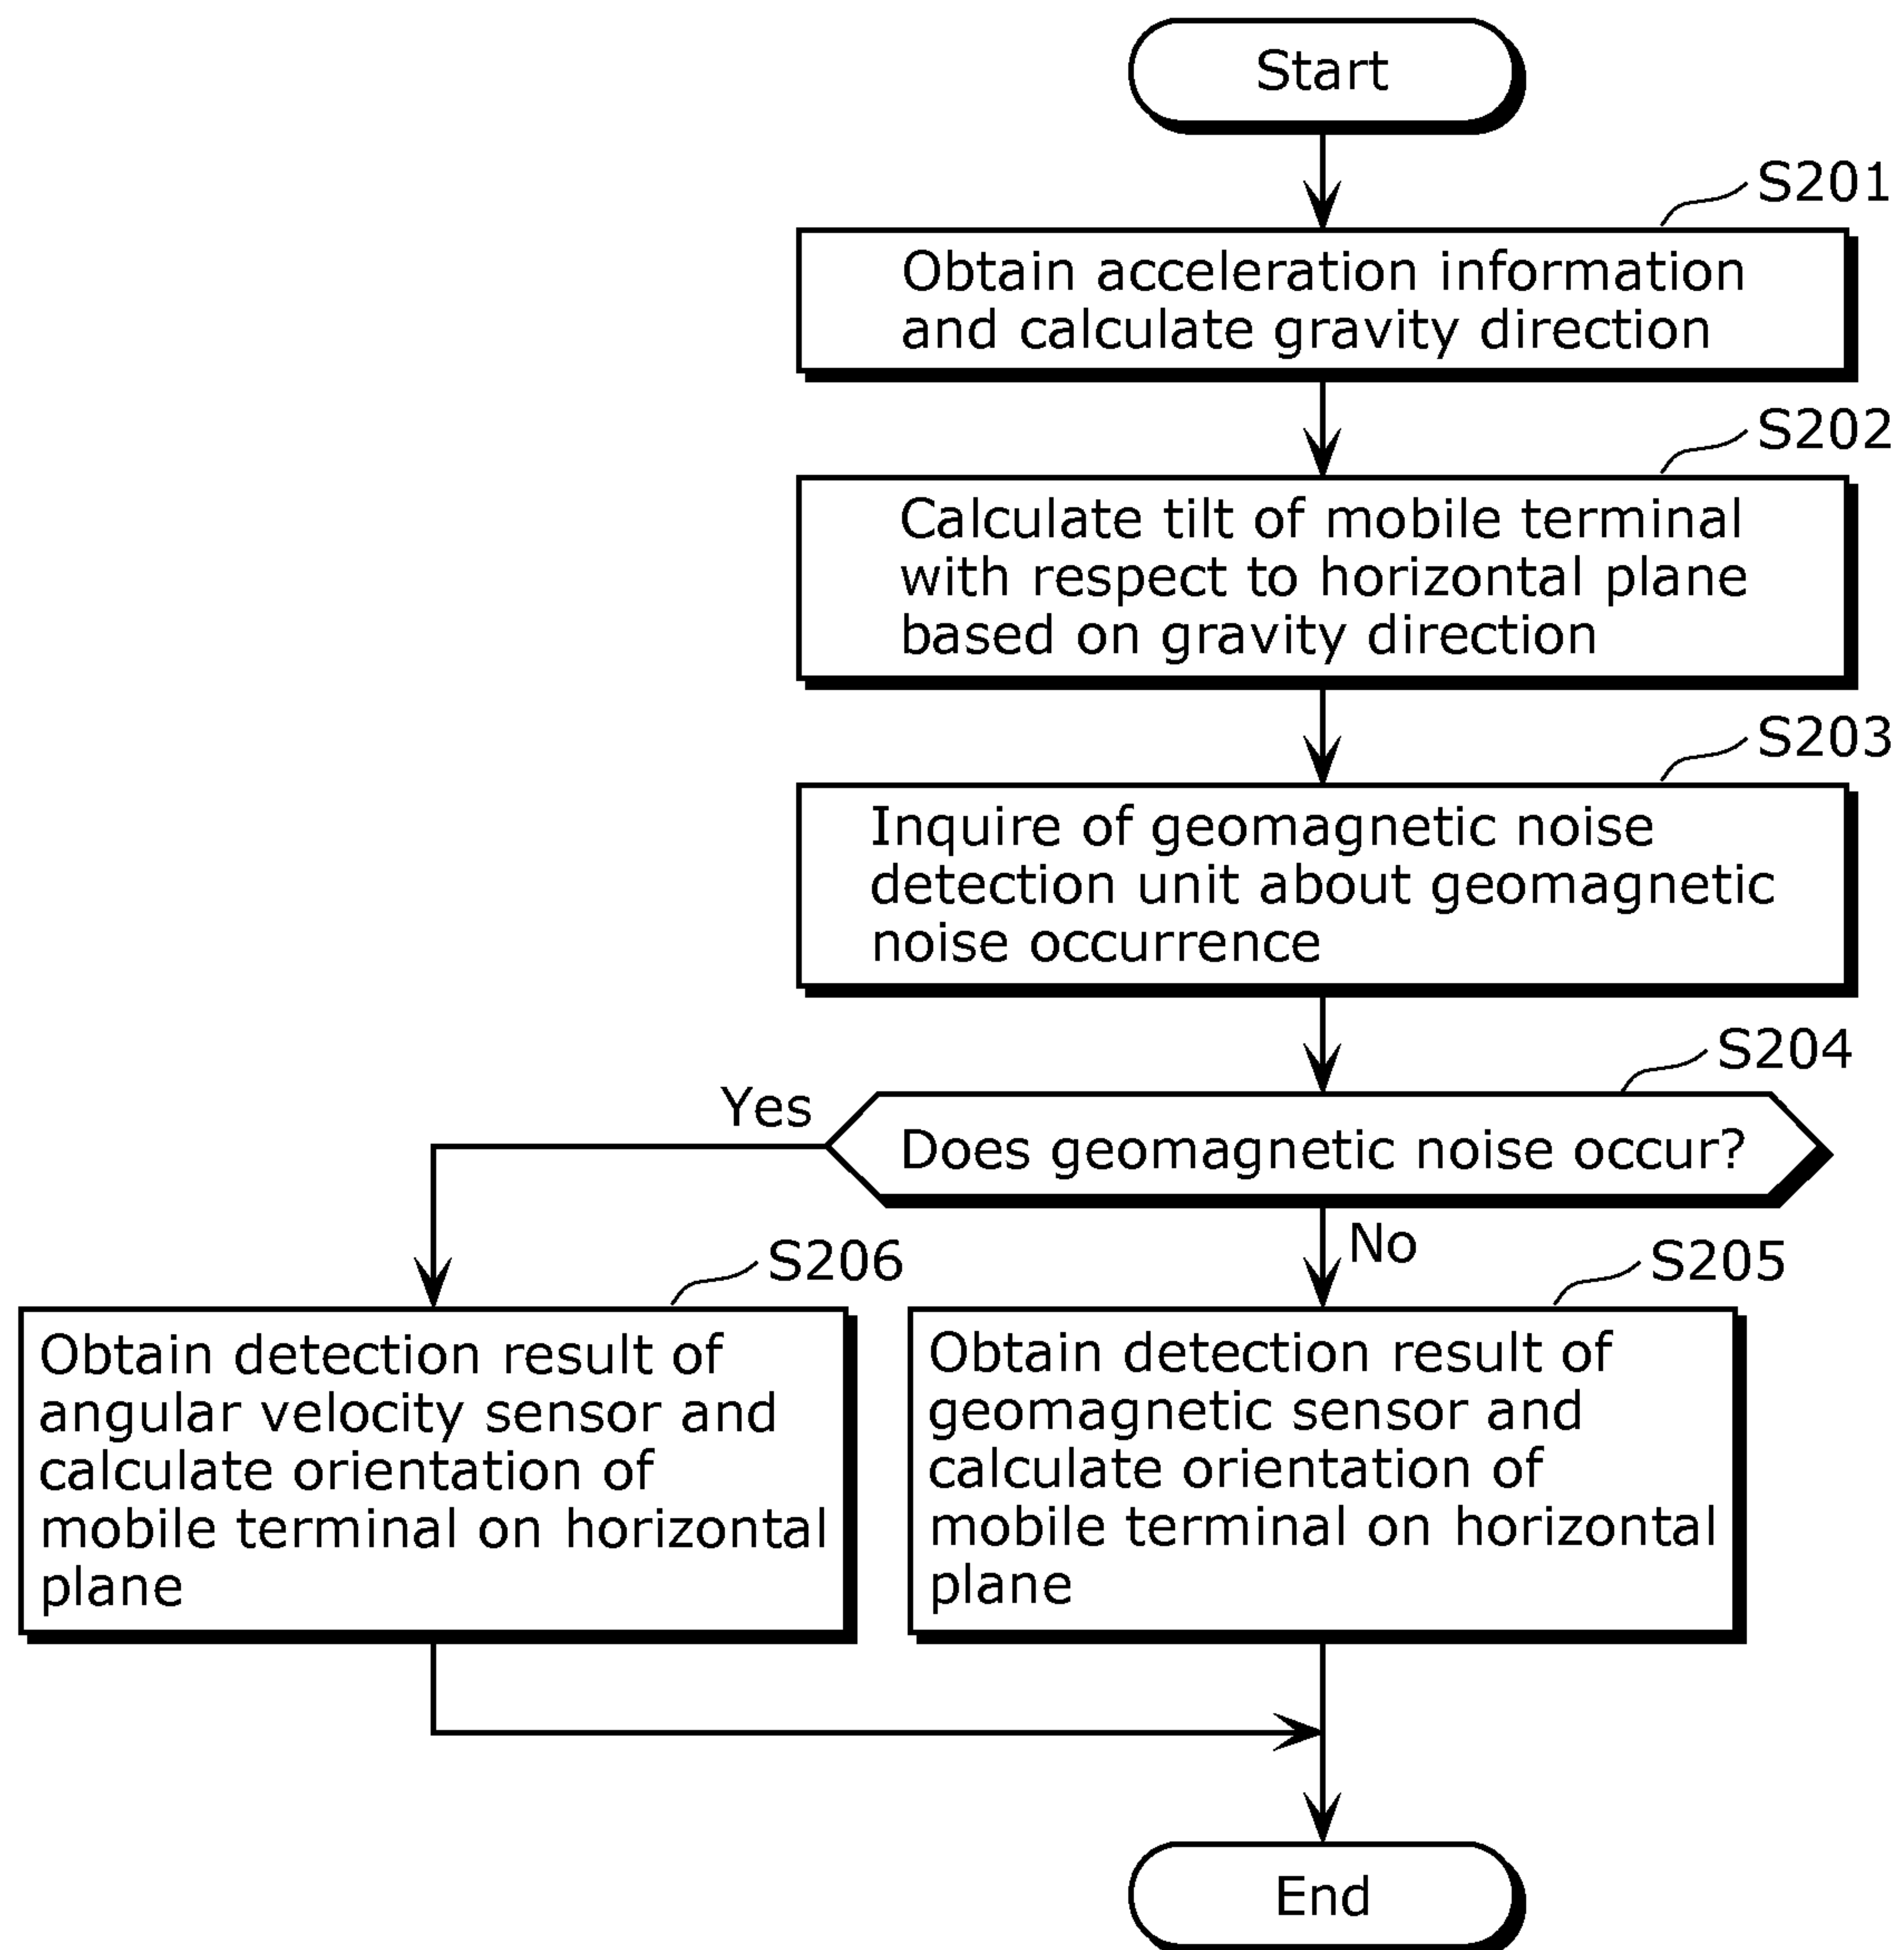 Start
S201
Obtain acceleration information
and calculate gravity direction
S202
Calculate tilt of mobile terminal
with respect to horizontal plane
based on gravity direction
S203
Inquire of geomagnetic noise
detection unit about geomagnetic
noise occurrence
S204
Yes
Does geomagnetic noise occur?
No
S206
Obtain detection result of
angular velocity sensor and
calculate orientation of
mobile terminal on horizontal
plane
S205
Obtain detection result of
geomagnetic sensor and
calculate orientation of
mobile terminal on horizontal
plane
End